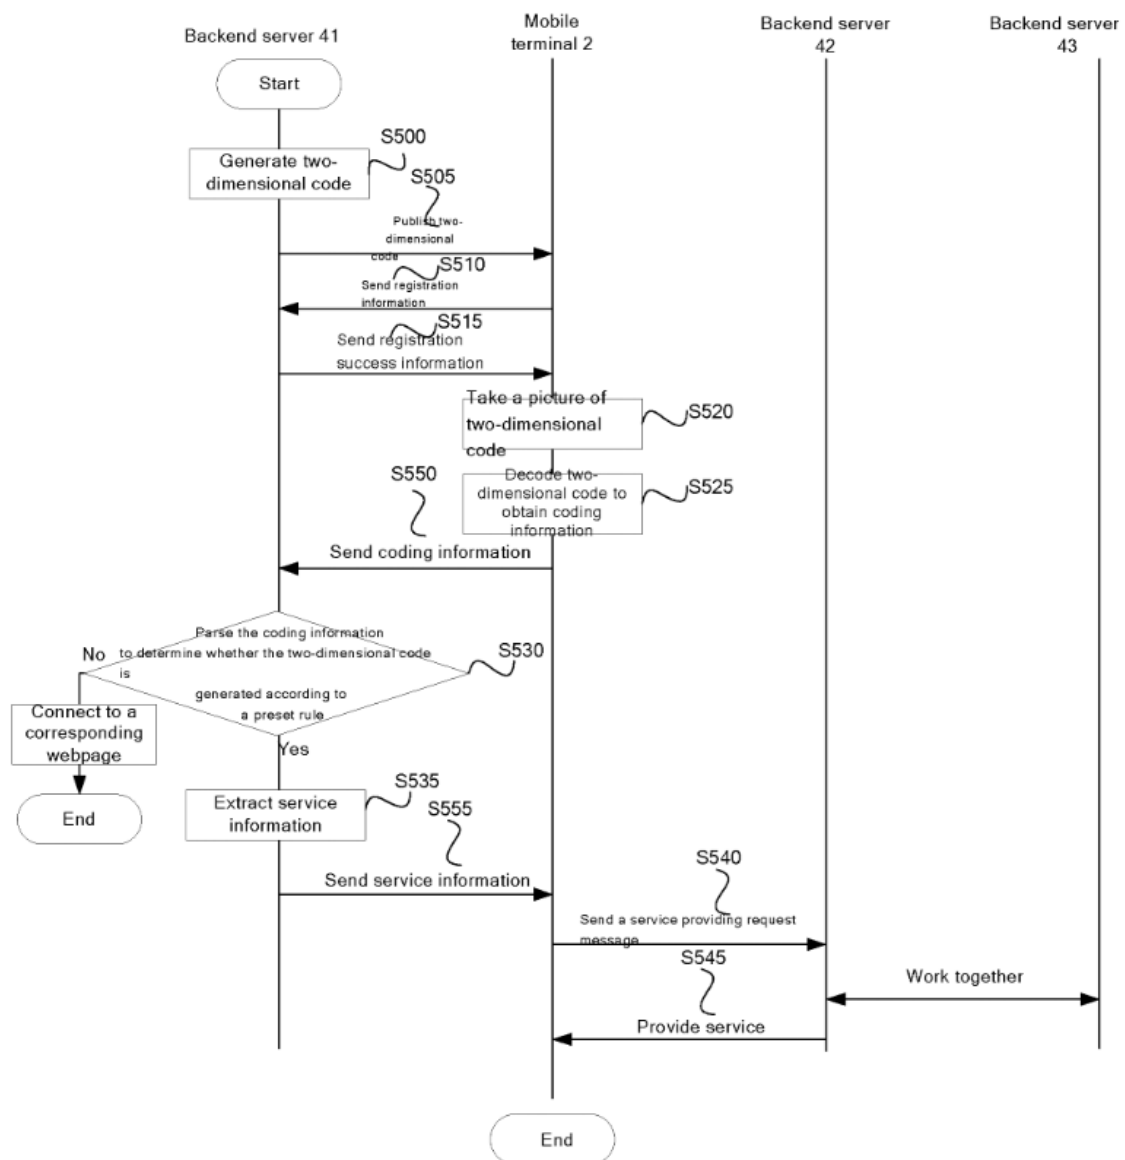 Backend server 41
Mobile
terminal 2
Backend server
42
Backend server
43
Start
S500
Generate two-
dimensional code
S505
Publish two-
dimensional
code
S510
Send registration
information
S515
Send registration
success information
Take a picture of
two-dimensional
code
S520
Decode two-
dimensional code to
obtain coding
information
S525
S550
Send coding information
Parse the coding information
to determine whether the two-dimensional code
is
generated according to
a preset rule
S530
No
Connect to a
corresponding
webpage
End
Yes
Extract service
information
S535
S555
Send service information
S540
Send a service providing request
message
S545
Work together
Provide service
End